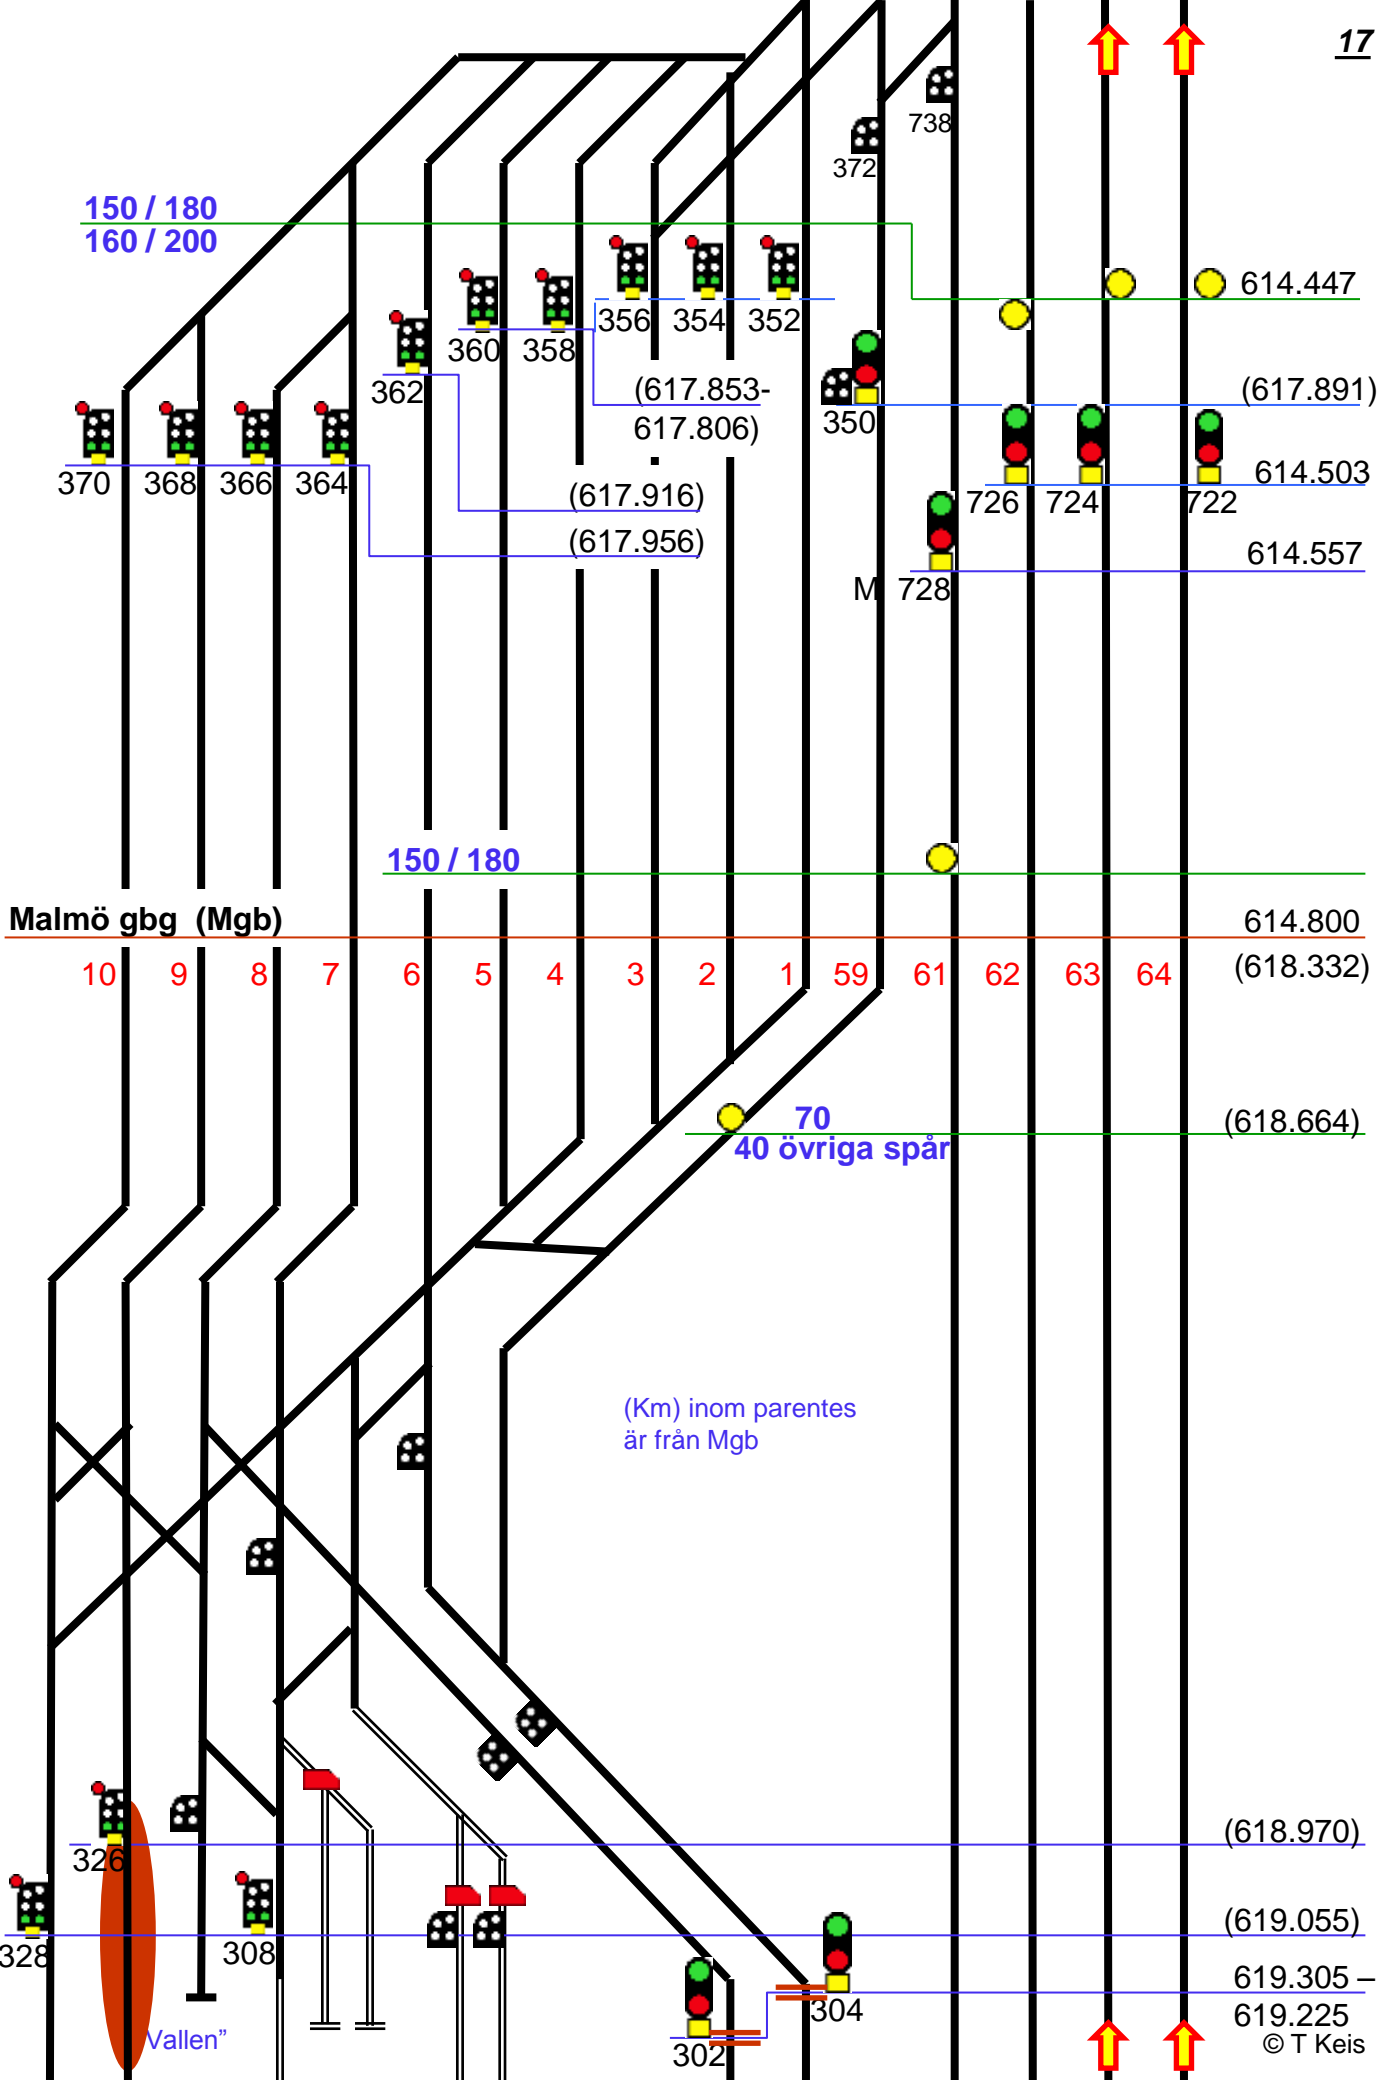 17
738
372
150 / 180
160 / 200
614.447
356 354 352
360 358
362
(617.853-
617.806)
(617.891)
350
370 368 366 364
614.503
726 724 722
(617.916)
(617.956)
614.557
M 728
150 / 180
Malmö gbg (Mgb)
614.800
10 9 8 7 6 5 4 3 2 1 59 61 62 63 64
(618.332)
70
40 övriga spår
(618.664)
(Km) inom parentes
är från Mgb
(618.970)
326
(619.055)
328
308
619.305 –
619.225
304
302
Vallen”
© T Keis